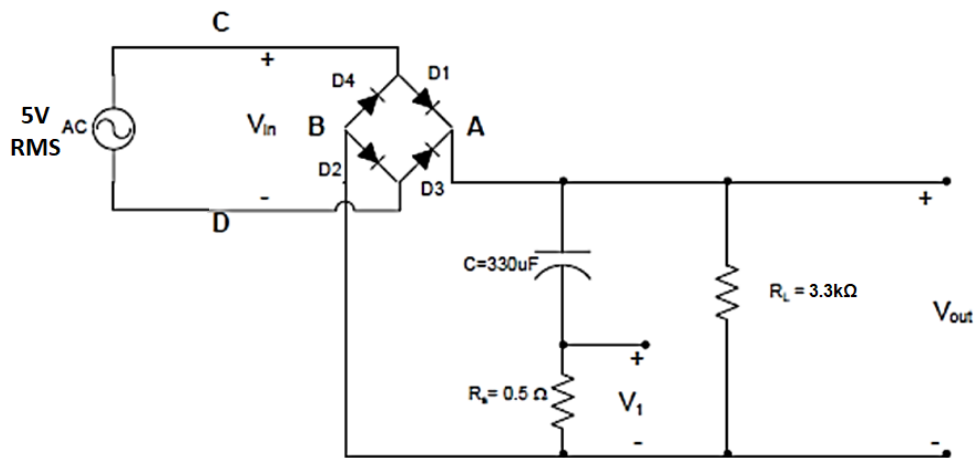 C
+
D4
D1
5V
RMS
AC
Vin
B
A
D2
D3
-
D
+
C=330uF
RL = 3.3kΩ
Vout
+
Rs= 0.5 Ω
V1
-
-